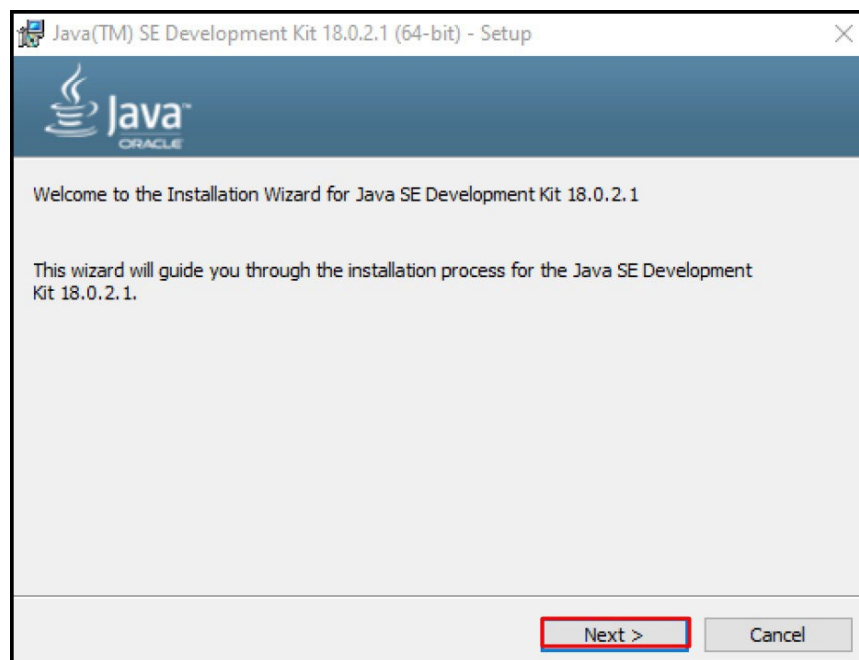 Java(TM) SE Development Kit 18.0.2.1 (64-bit) - Setup
Java™
ORACLE
Welcome to the Installation Wizard for Java SE Development Kit 18.0.2.1
This wizard will guide you through the installation process for the Java SE Development
Kit 18.0.2.1.
Next >
Cancel